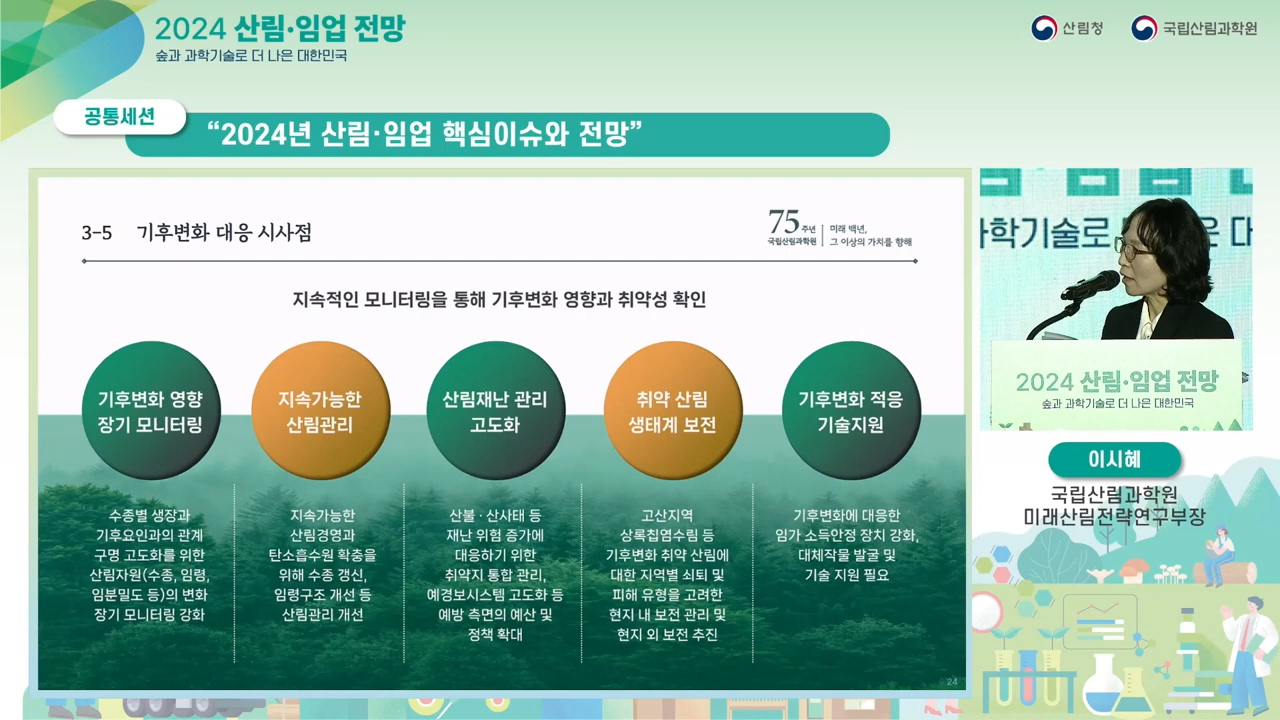 2024 산림·임업 전망
숲과 과학기술로 더 나은 대한민국
산림청
국립산림과학원
공통세션
“2024년 산림·임업 핵심이슈와 전망”
3-5 기후변화 대응 시사점
75주년
국립산림과학원
미래 백년,
그 이상의 가치를 향해
지속적인 모니터링을 통해 기후변화 영향과 취약성 확인
기후변화 영향
장기 모니터링
지속가능한
산림관리
산림재난 관리
고도화
취약 산림
생태계 보전
기후변화 적응
기술지원
수종별 생장과
기후요인과의 관계
구명 고도화를 위한
산림자원(수종, 임령,
임분밀도 등)의 변화
장기 모니터링 강화
지속가능한
산림경영과
탄소흡수원 확충을
위해 수종 갱신,
임령구조 개선 등
산림관리 개선
산불 · 산사태 등
재난 위험 증가에
대응하기 위한
취약지 통합 관리,
예경보시스템 고도화 등
예방 측면의 예산 및
정책 확대
고산지역
상록침엽수림 등
기후변화 취약 산림에
대한 지역별 쇠퇴 및
피해 유형을 고려한
현지 내 보전 관리 및
현지 외 보전 추진
기후변화에 대응한
임가 소득안정 장치 강화,
대체작물 발굴 및
기술 지원 필요
24
과학기술로
은 대
2024 산림·임업 전망
숲과 과학기술로 더 나은 대한민국
이시혜
국립산림과학원
미래산림전략연구부장